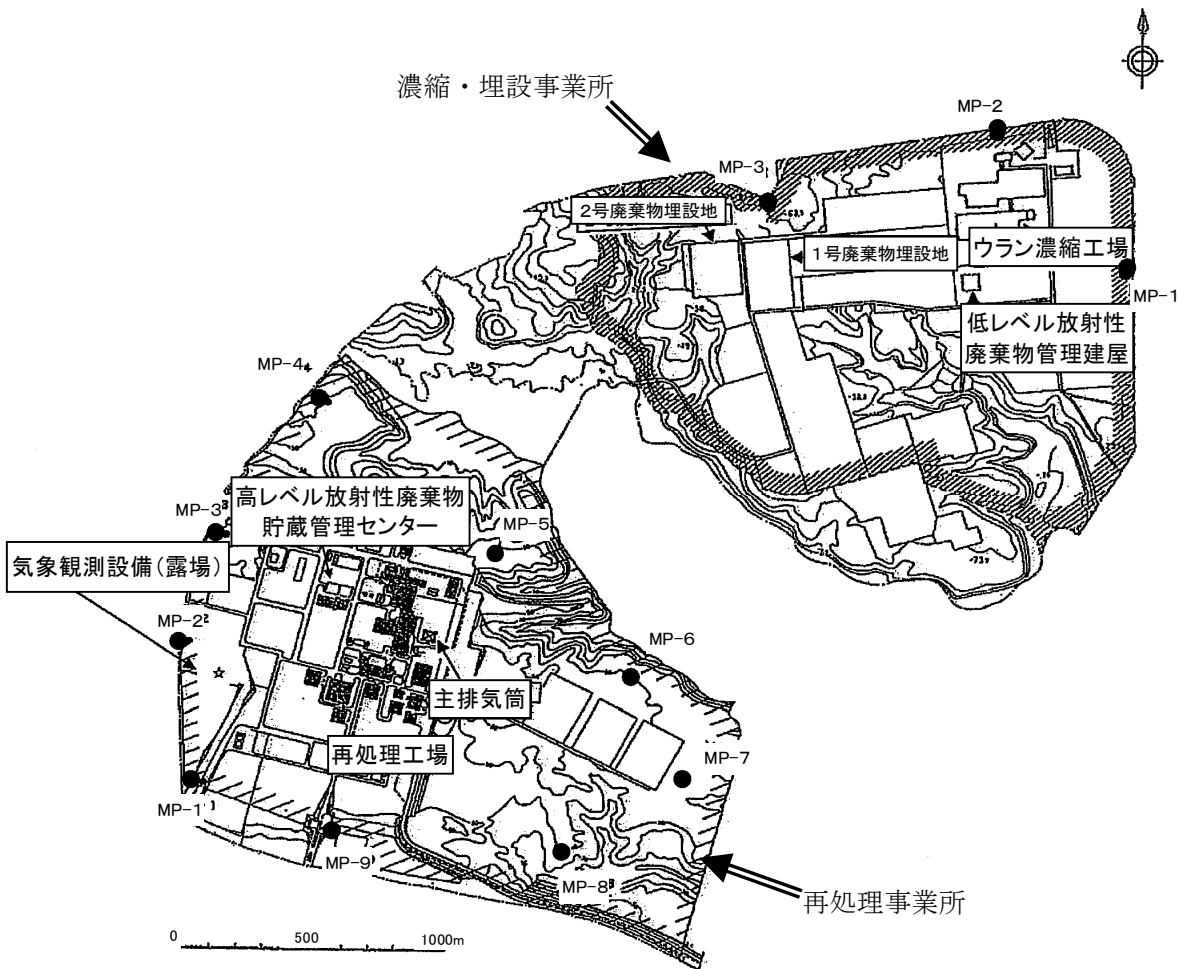 濃縮・埋設事業所
MP-2
MP-3
2号廃棄物埋設地
1号廃棄物埋設地
ウラン濃縮工場
MP-1
低レベル放射性
廃棄物管理建屋
MP-4
高レベル放射性廃棄物
貯蔵管理センター
MP-3
MP-5
気象観測設備(露場)
MP-2
MP-6
主排気筒
再処理工場
MP-7
MP-1
MP-9
MP-8
再処理事業所
0
500
1000m